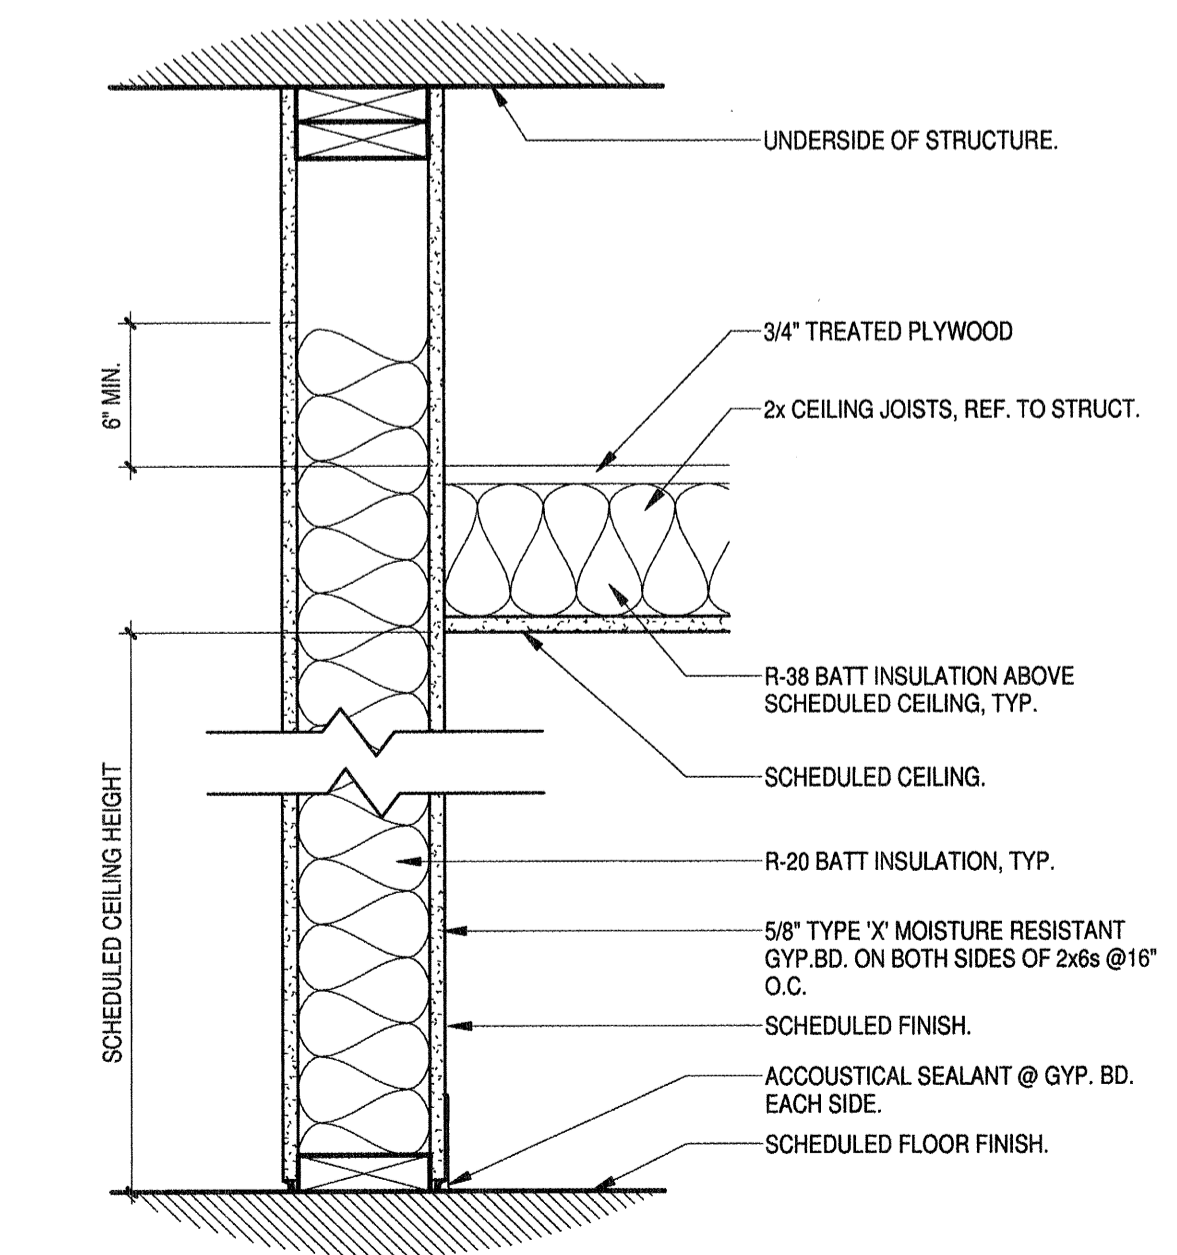 UNDERSIDE OF STRUCTURE.
3/4" TREATED PLYWOOD
6" MIN.
2x CEILING JOISTS, REF. TO STRUCT.
R-38 BATT INSULATION ABOVE
SCHEDULED CEILING, TYP.
SCHEDULED CEILING.
SCHEDULED CEILING HEIGHT
R-20 BATT INSULATION, TYP.
5/8" TYPE 'X' MOISTURE RESISTANT
GYP.BD. ON BOTH SIDES OF 2x6s @16"
O.C.
SCHEDULED FINISH.
ACCOUSTICAL SEALANT @ GYP. BD.
EACH SIDE.
SCHEDULED FLOOR FINISH.